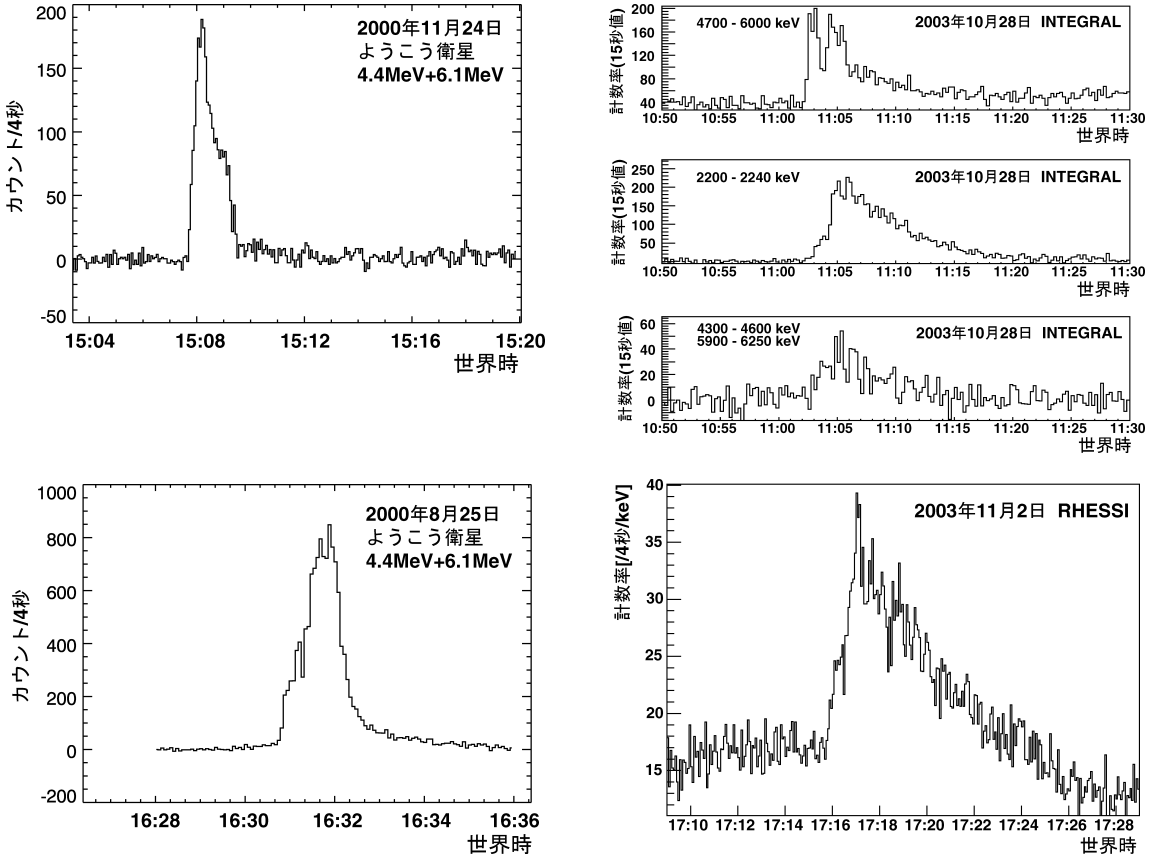 カウント/4秒
200
150
100
50
0
-50
2000年11月24日
ようこう衛星
4.4MeV+6.1MeV
15:04 15:08 15:12 15:16 15:20
世界時
計数率(15秒値)
200
160
120
80
40
4700 - 6000 keV
2003年10月28日 INTEGRAL
10:50 10:55 11:00 11:05 11:10 11:15 11:20 11:25 11:30
世界時
計数率(15秒値)
250
200
150
100
50
2200 - 2240 keV
2003年10月28日 INTEGRAL
10:50 10:55 11:00 11:05 11:10 11:15 11:20 11:25 11:30
世界時
計数率(15秒値)
60
40
20
0
4300 - 4600 keV
5900 - 6250 keV
2003年10月28日 INTEGRAL
10:50 10:55 11:00 11:05 11:10 11:15 11:20 11:25 11:30
世界時
カウント/4秒
1000
800
600
400
200
0
-200
2000年8月25日
ようこう衛星
4.4MeV+6.1MeV
16:28 16:30 16:32 16:34 16:36
世界時
計数率[/4秒/keV]
40
35
30
25
20
15
2003年11月2日 RHESSI
17:10 17:12 17:14 17:16 17:18 17:20 17:22 17:24 17:26 17:28
世界時